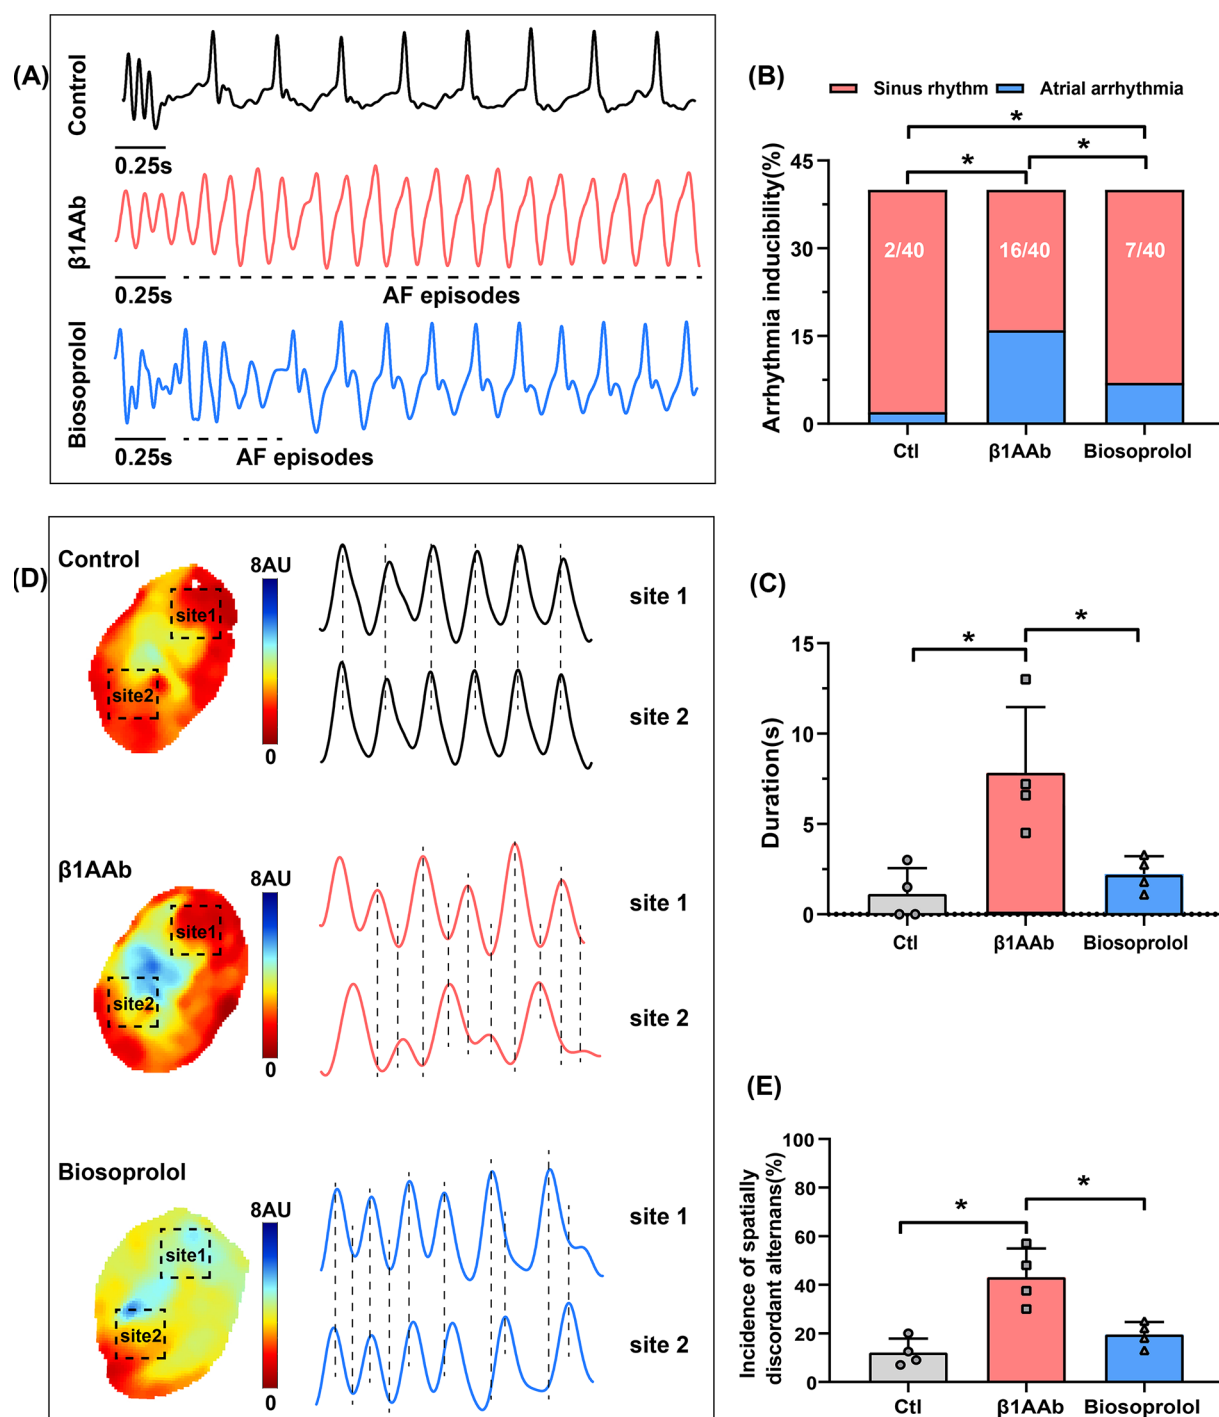 (A)
Control
0.25s
β1AAb
0.25s
AF episodes
Biosoprolol
0.25s
AF episodes
(B)
Sinus rhythm
Atrial arrhythmia
*
*
*
Arrhythmia inducibility(%)
45
30
15
0
2/40
16/40
7/40
Ctl
β1AAb
Biosoprolol
(D)
Control
8AU
0
site1
site2
site 1
site 2
β1AAb
8AU
0
site1
site2
site 1
site 2
Biosoprolol
8AU
0
site1
site2
site 1
site 2
(C)
*
*
Duration(s)
15
10
5
0
Ctl
β1AAb
Biosoprolol
(E)
*
*
Incidence of spatially
discordant alternans(%)
100
80
60
40
20
0
Ctl
β1AAb
Biosoprolol